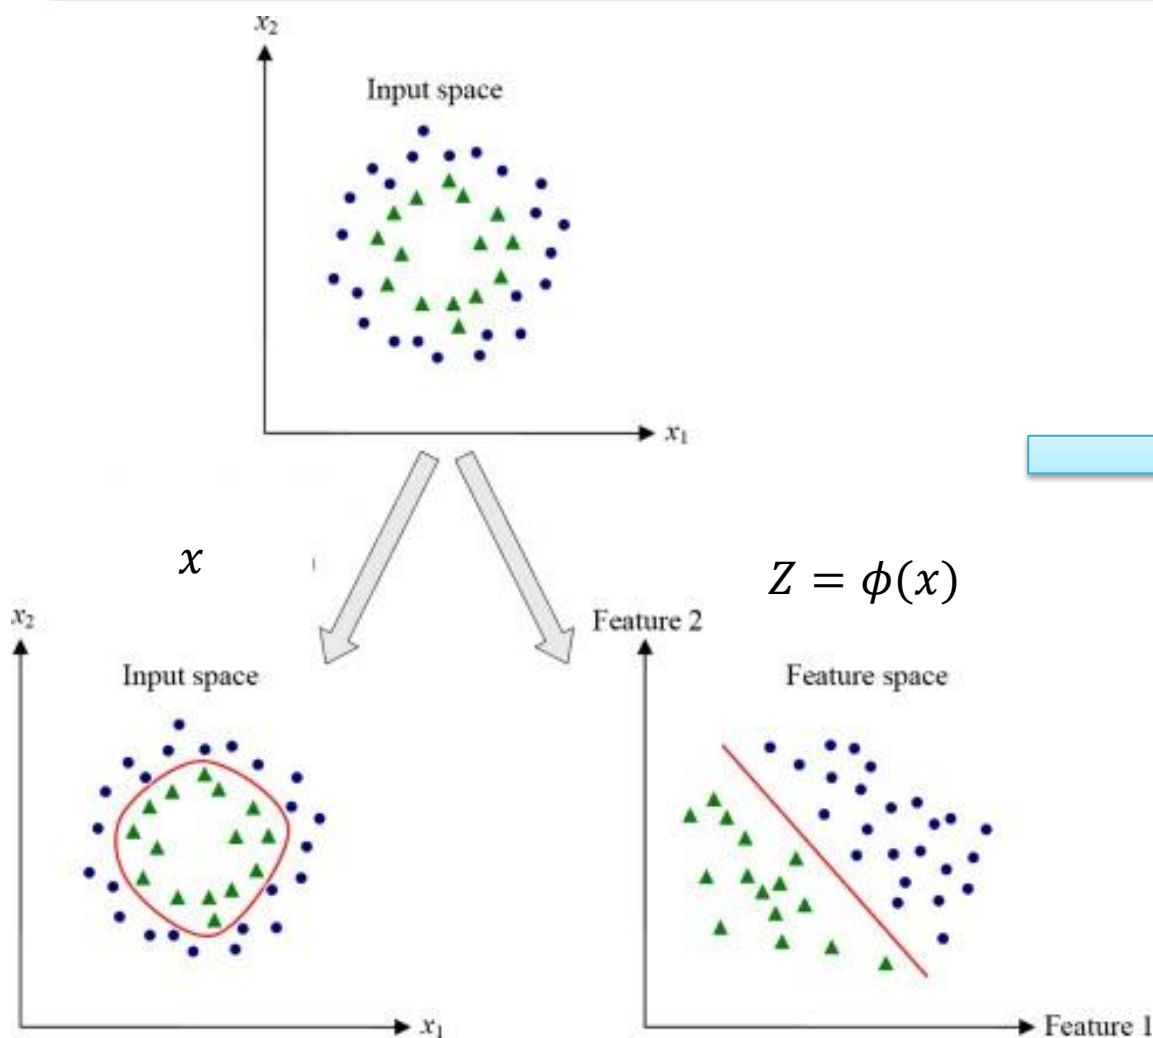 x₂
Input space
x₁
x
Z = ϕ(x)
x₂
Input space
x₁
Feature 2
Feature space
Feature 1